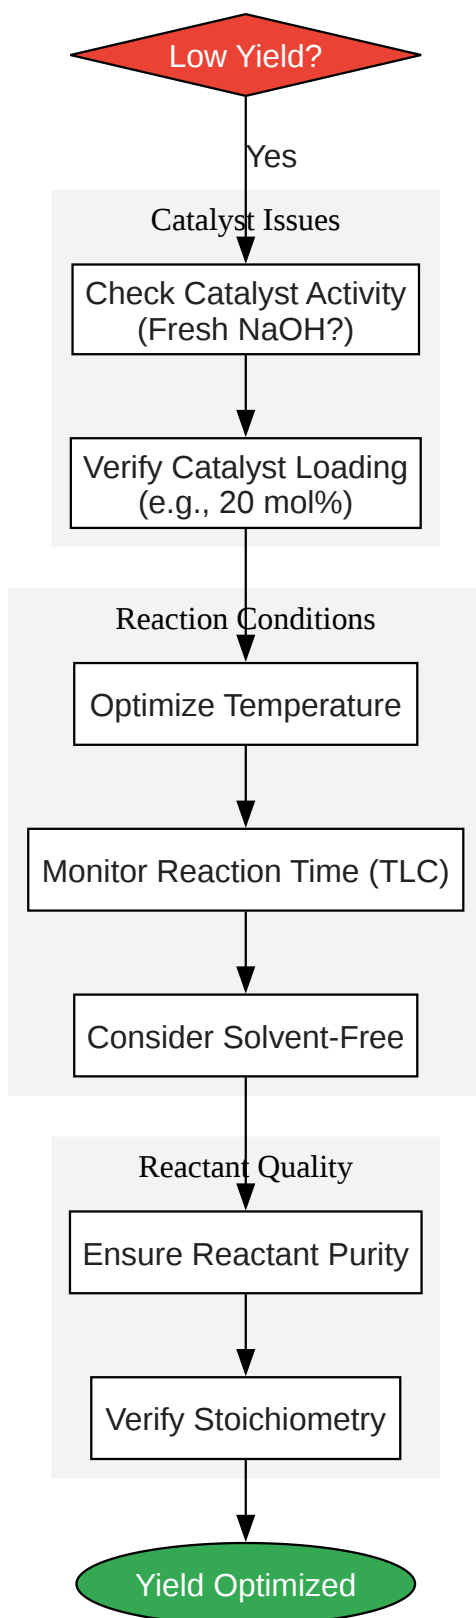 Low Yield?
Yes
Catalyst Issues
Check Catalyst Activity
(Fresh NaOH?)
Verify Catalyst Loading
(e.g., 20 mol%)
Reaction Conditions
Optimize Temperature
Monitor Reaction Time (TLC)
Consider Solvent-Free
Reactant Quality
Ensure Reactant Purity
Verify Stoichiometry
Yield Optimized